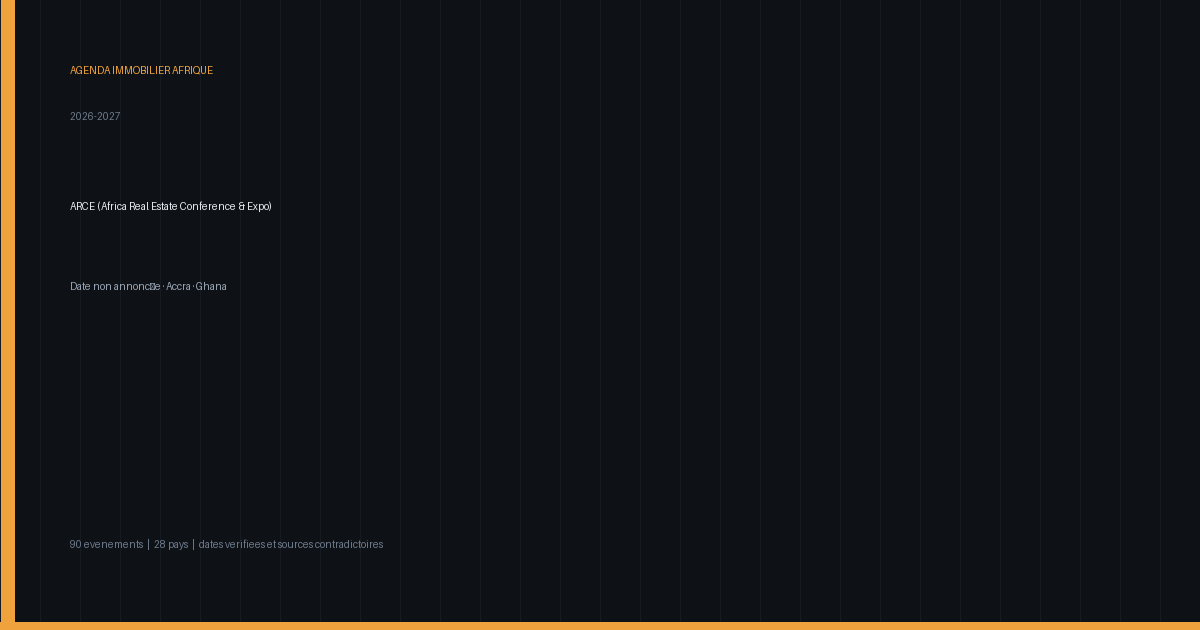 AGENDA IMMOBILIER AFRIQUE
2026-2027
ARCE (Africa Real Estate Conference & Expo)
Date non annonc▯e · Accra · Ghana
90 evenements | 28 pays | dates verifiees et sources contradictoires